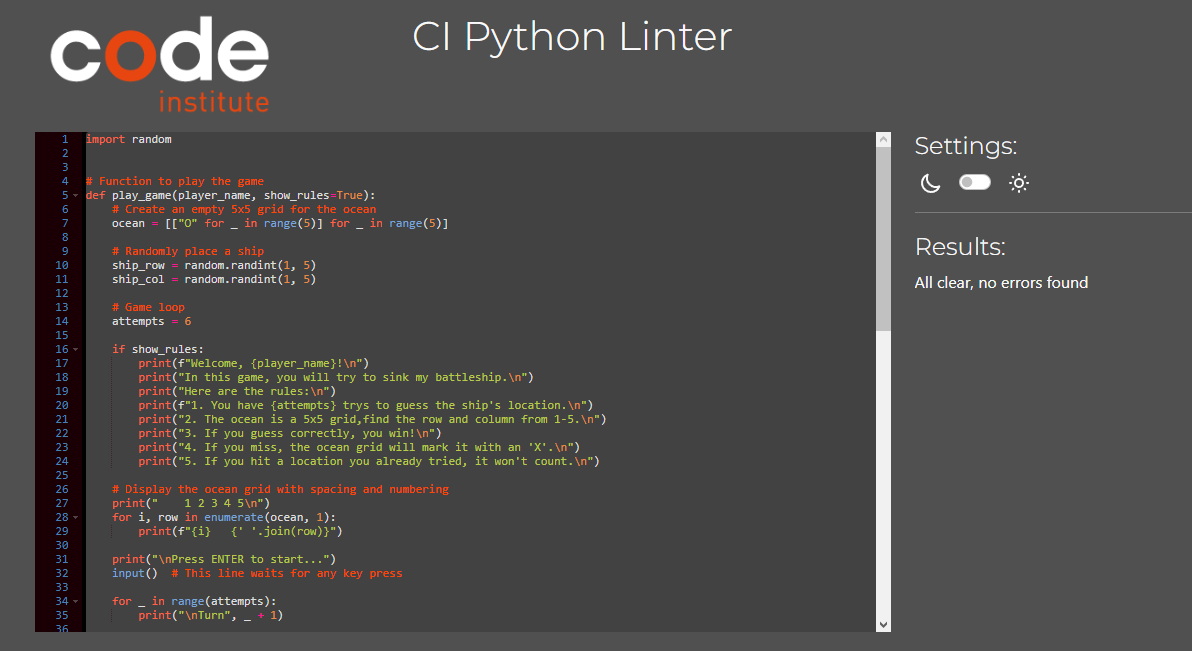 code
institute
CI Python Linter
1 import random
2
3
4 # Function to play the game
5 def play_game(player_name, show_rules=True):
6     # Create an empty 5x5 grid for the ocean
7     ocean = [["O" for _ in range(5)] for _ in range(5)]
8
9     # Randomly place a ship
10     ship_row = random.randint(1, 5)
11     ship_col = random.randint(1, 5)
12
13     # Game loop
14     attempts = 6
15
16     if show_rules:
17         print(f"Welcome, {player_name}!\n")
18         print("In this game, you will try to sink my battleship.\n")
19         print("Here are the rules:\n")
20         print(f"1. You have {attempts} trys to guess the ship's location.\n")
21         print("2. The ocean is a 5x5 grid,find the row and column from 1-5.\n")
22         print("3. If you guess correctly, you win!\n")
23         print("4. If you miss, the ocean grid will mark it with an 'X'.\n")
24         print("5. If you hit a location you already tried, it won't count.\n")
25
26     # Display the ocean grid with spacing and numbering
27     print("    1 2 3 4 5\n")
28     for i, row in enumerate(ocean, 1):
29         print(f"{i}   {' '.join(row)}")
30
31     print("\nPress ENTER to start...")
32     input()  # This line waits for any key press
33
34     for _ in range(attempts):
35         print("\nTurn", _ + 1)
36
Settings:
Results:
All clear, no errors found